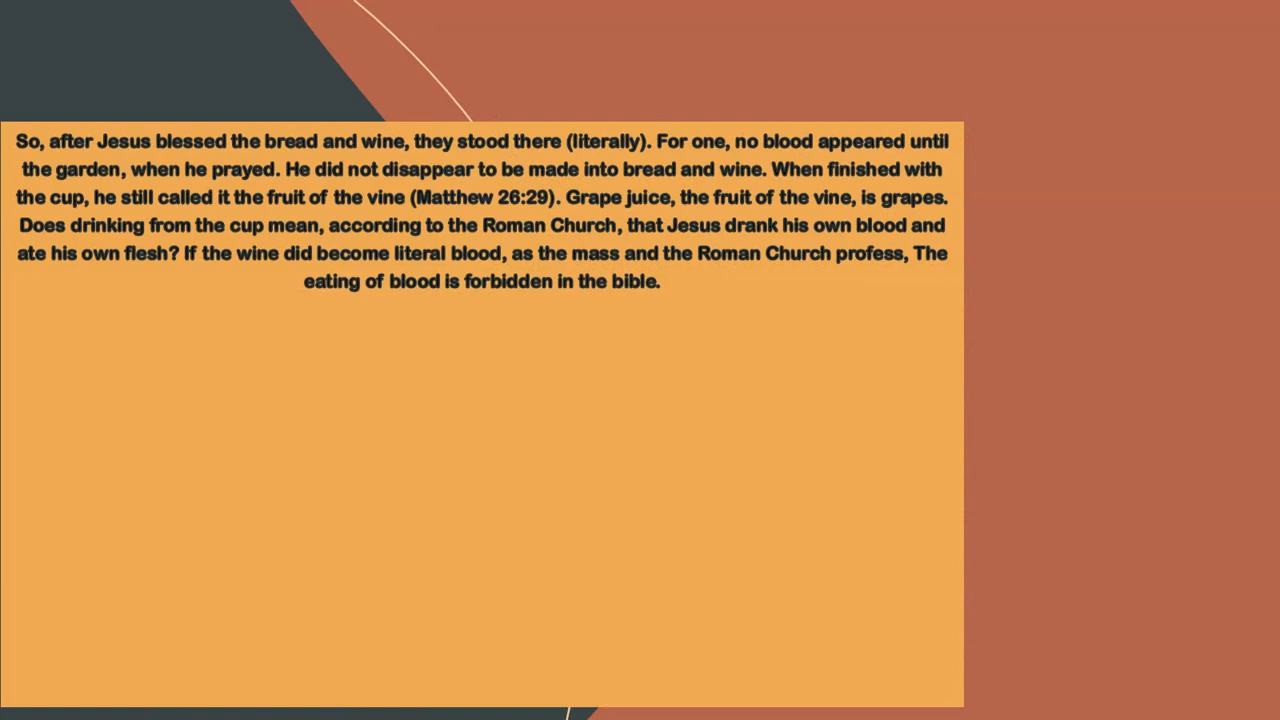 So, after Jesus blessed the bread and wine, they stood there (literally). For one, no blood appeared until
the garden, when he prayed. He did not disappear to be made into bread and wine. When finished with
the cup, he still called it the fruit of the vine (Matthew 26:29). Grape juice, the fruit of the vine, is grapes.
Does drinking from the cup mean, according to the Roman Church, that Jesus drank his own blood and
ate his own flesh? If the wine did become literal blood, as the mass and the Roman Church profess, The
eating of blood is forbidden in the bible.